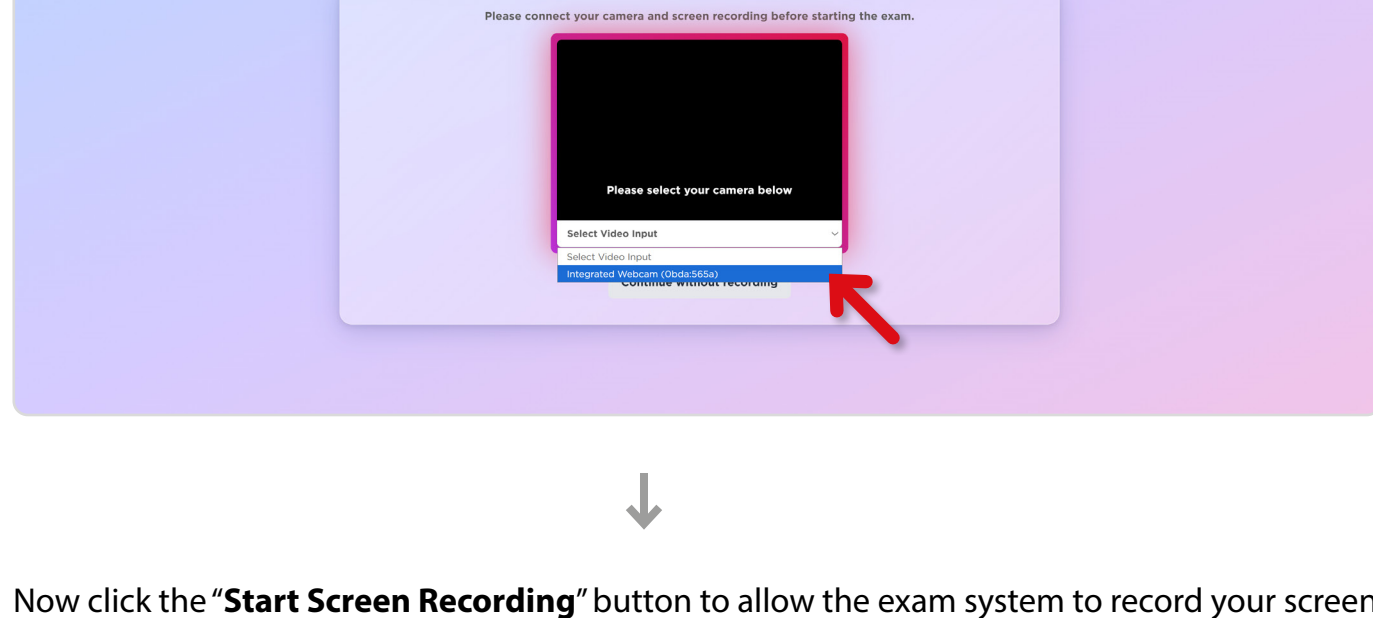 Please connect your camera and screen recording before starting the exam.
Please select your camera below
Select Video Input
Select Video Input
Integrated Webcam (0bda:565a)
Continue without recording
Now click the “Start Screen Recording” button to allow the exam system to record your screen